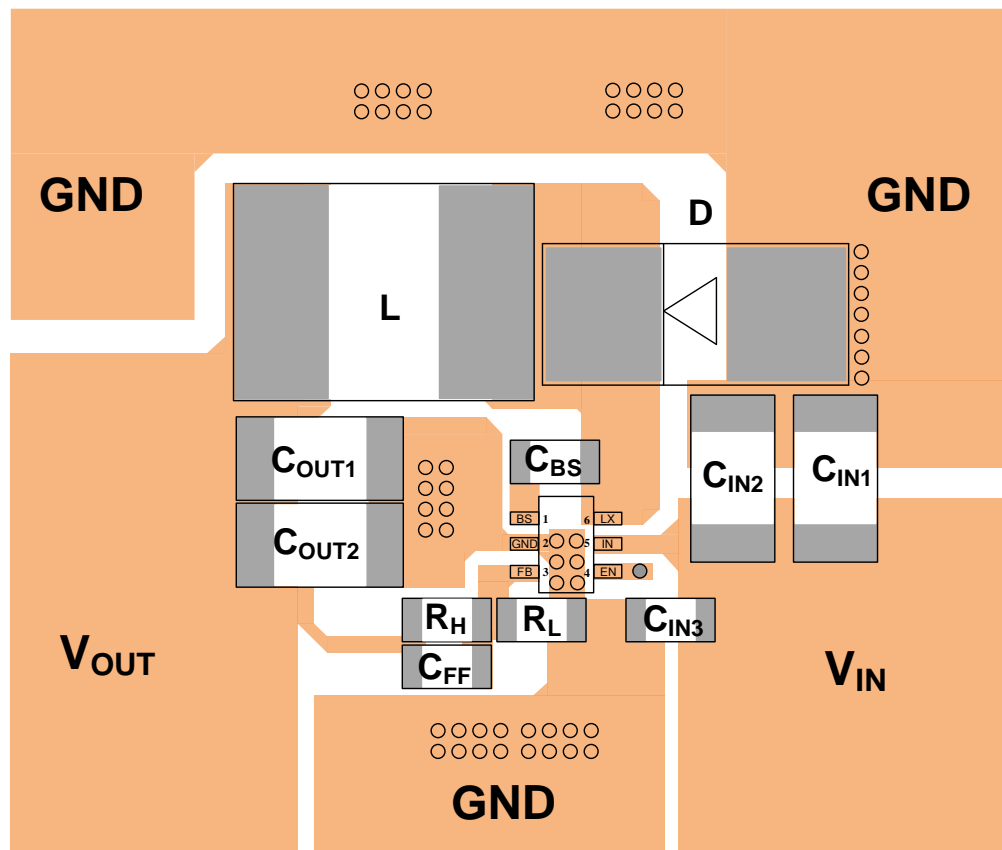 GND
GND
D
L
COUT1
CBS
CIN2
CIN1
BS 1 6 LX
COUT2
GND 2 5 IN
FB 3 4 EN
RH
RL
CIN3
VOUT
CFF
VIN
GND